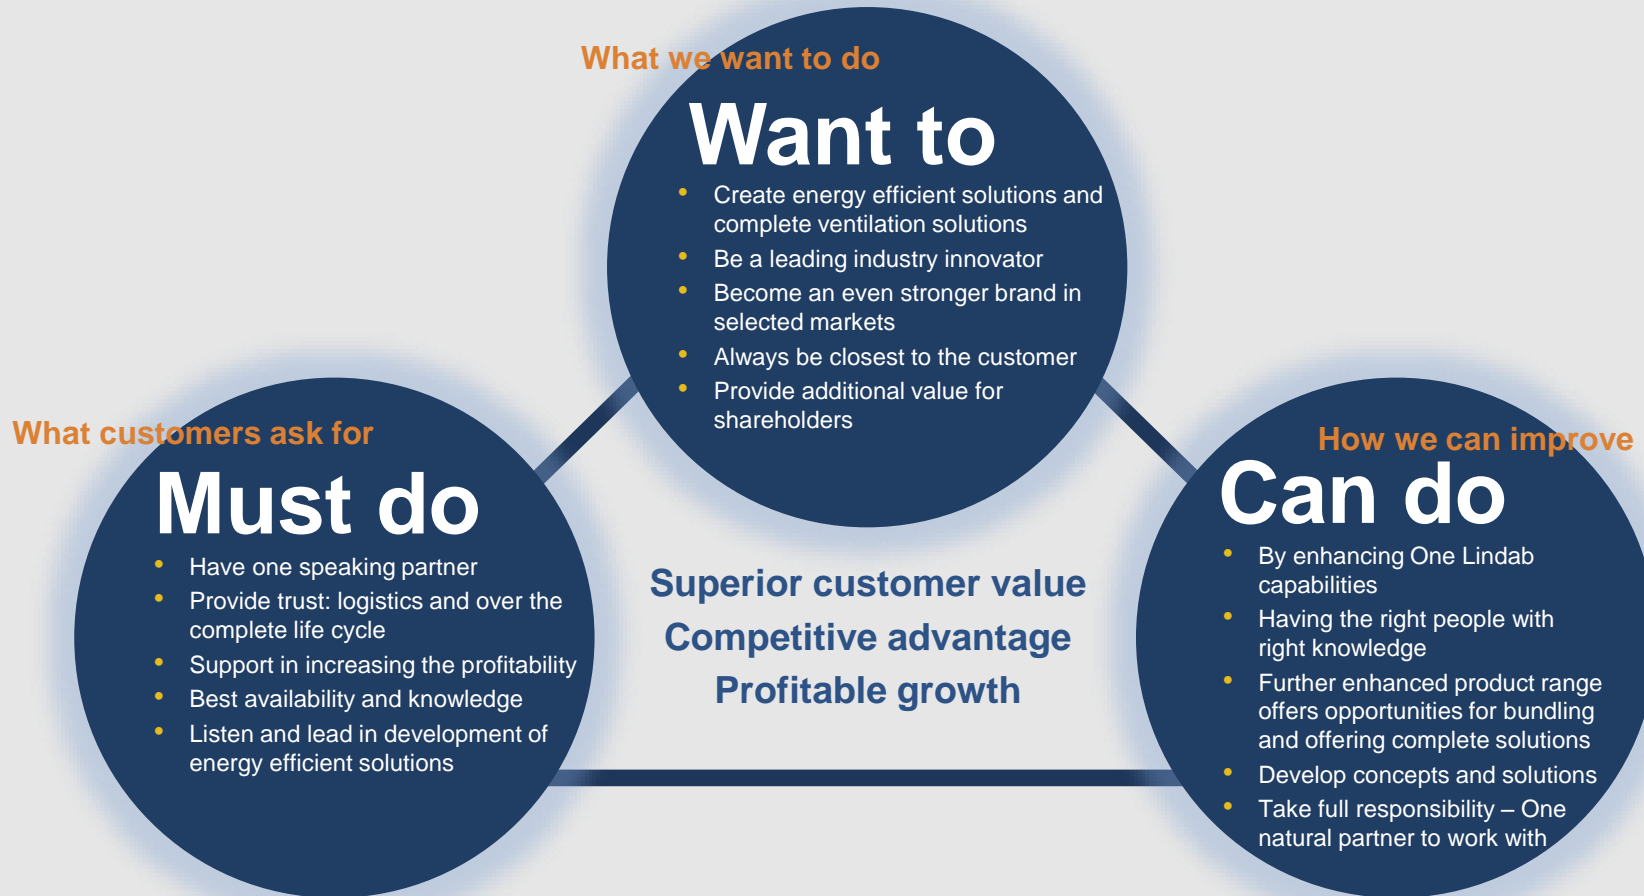 What we want to do
Want to
• Create energy efficient solutions and
complete ventilation solutions
• Be a leading industry innovator
• Become an even stronger brand in
selected markets
• Always be closest to the customer
• Provide additional value for
shareholders
What customers ask for
Must do
• Have one speaking partner
• Provide trust: logistics and over the
complete life cycle
• Support in increasing the profitability
• Best availability and knowledge
• Listen and lead in development of
energy efficient solutions
Superior customer value
Competitive advantage
Profitable growth
How we can improve
Can do
• By enhancing One Lindab
capabilities
• Having the right people with
right knowledge
• Further enhanced product range
offers opportunities for bundling
and offering complete solutions
• Develop concepts and solutions
• Take full responsibility – One
natural partner to work with